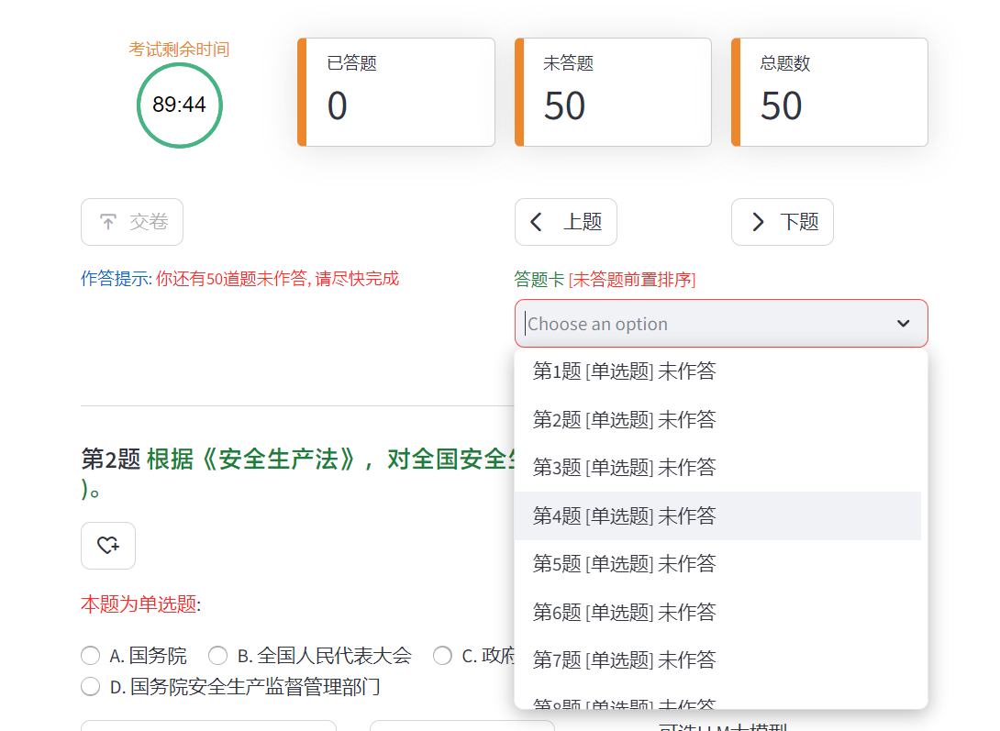 考试剩余时间
89:44
已答题
0
未答题
50
总题数
50
交卷
上题
下题
作答提示: 你还有50道题未作答, 请尽快完成
答题卡 [未答题前置排序]
Choose an option
第1题 [单选题] 未作答
第2题 [单选题] 未作答
第3题 [单选题] 未作答
第4题 [单选题] 未作答
第5题 [单选题] 未作答
第6题 [单选题] 未作答
第7题 [单选题] 未作答
第8题 [单选题] 未作答
第2题 根据《安全生产法》，对全国安全生
)。
本题为单选题:
A. 国务院
B. 全国人民代表大会
C. 政府
D. 国务院安全生产监督管理部门
可选LLM大模型